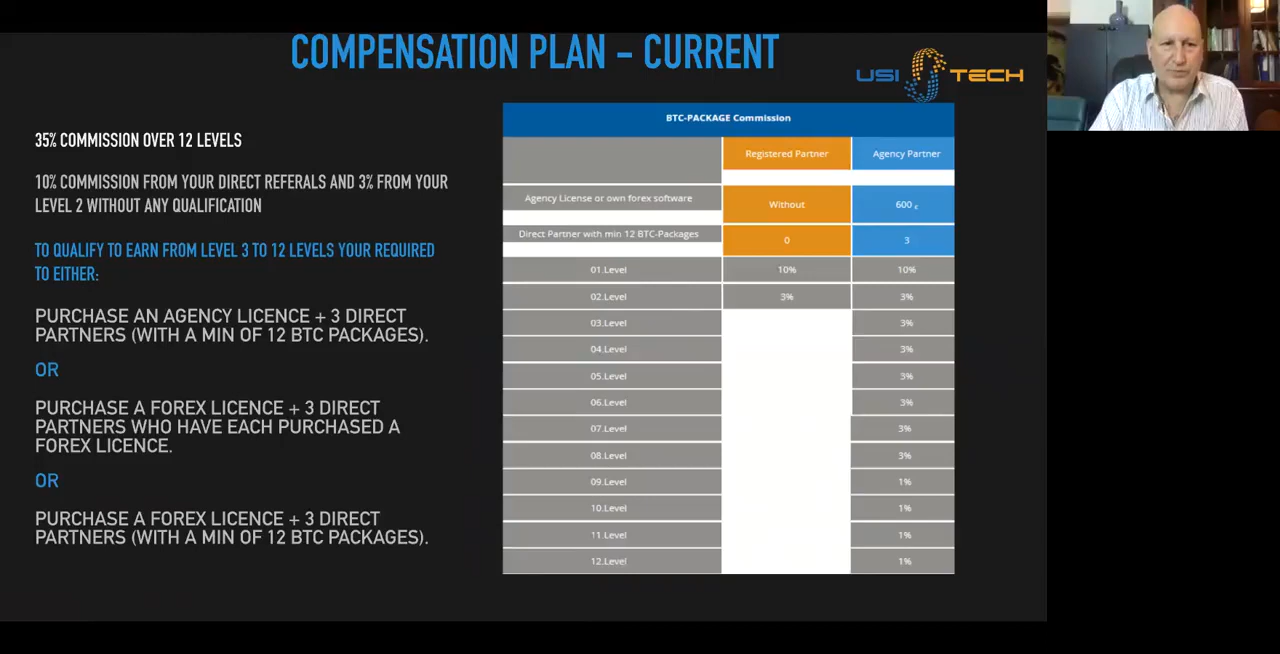 COMPENSATION PLAN - CURRENT
USI TECH
35% COMMISSION OVER 12 LEVELS
10% COMMISSION FROM YOUR DIRECT REFERALS AND 3% FROM YOUR
LEVEL 2 WITHOUT ANY QUALIFICATION
TO QUALIFY TO EARN FROM LEVEL 3 TO 12 LEVELS YOUR REQUIRED
TO EITHER:
PURCHASE AN AGENCY LICENCE + 3 DIRECT
PARTNERS (WITH A MIN OF 12 BTC PACKAGES).
OR
PURCHASE A FOREX LICENCE + 3 DIRECT
PARTNERS WHO HAVE EACH PURCHASED A
FOREX LICENCE.
OR
PURCHASE A FOREX LICENCE + 3 DIRECT
PARTNERS (WITH A MIN OF 12 BTC PACKAGES).
BTC-PACKAGE Commission
Registered Partner Agency Partner
Agency License or own forex software Without 600 €
Direct Partner with min 12 BTC-Packages 0 3
01.Level 10% 10%
02.Level 3% 3%
03.Level 3%
04.Level 3%
05.Level 3%
06.Level 3%
07.Level 3%
08.Level 3%
09.Level 1%
10.Level 1%
11.Level 1%
12.Level 1%